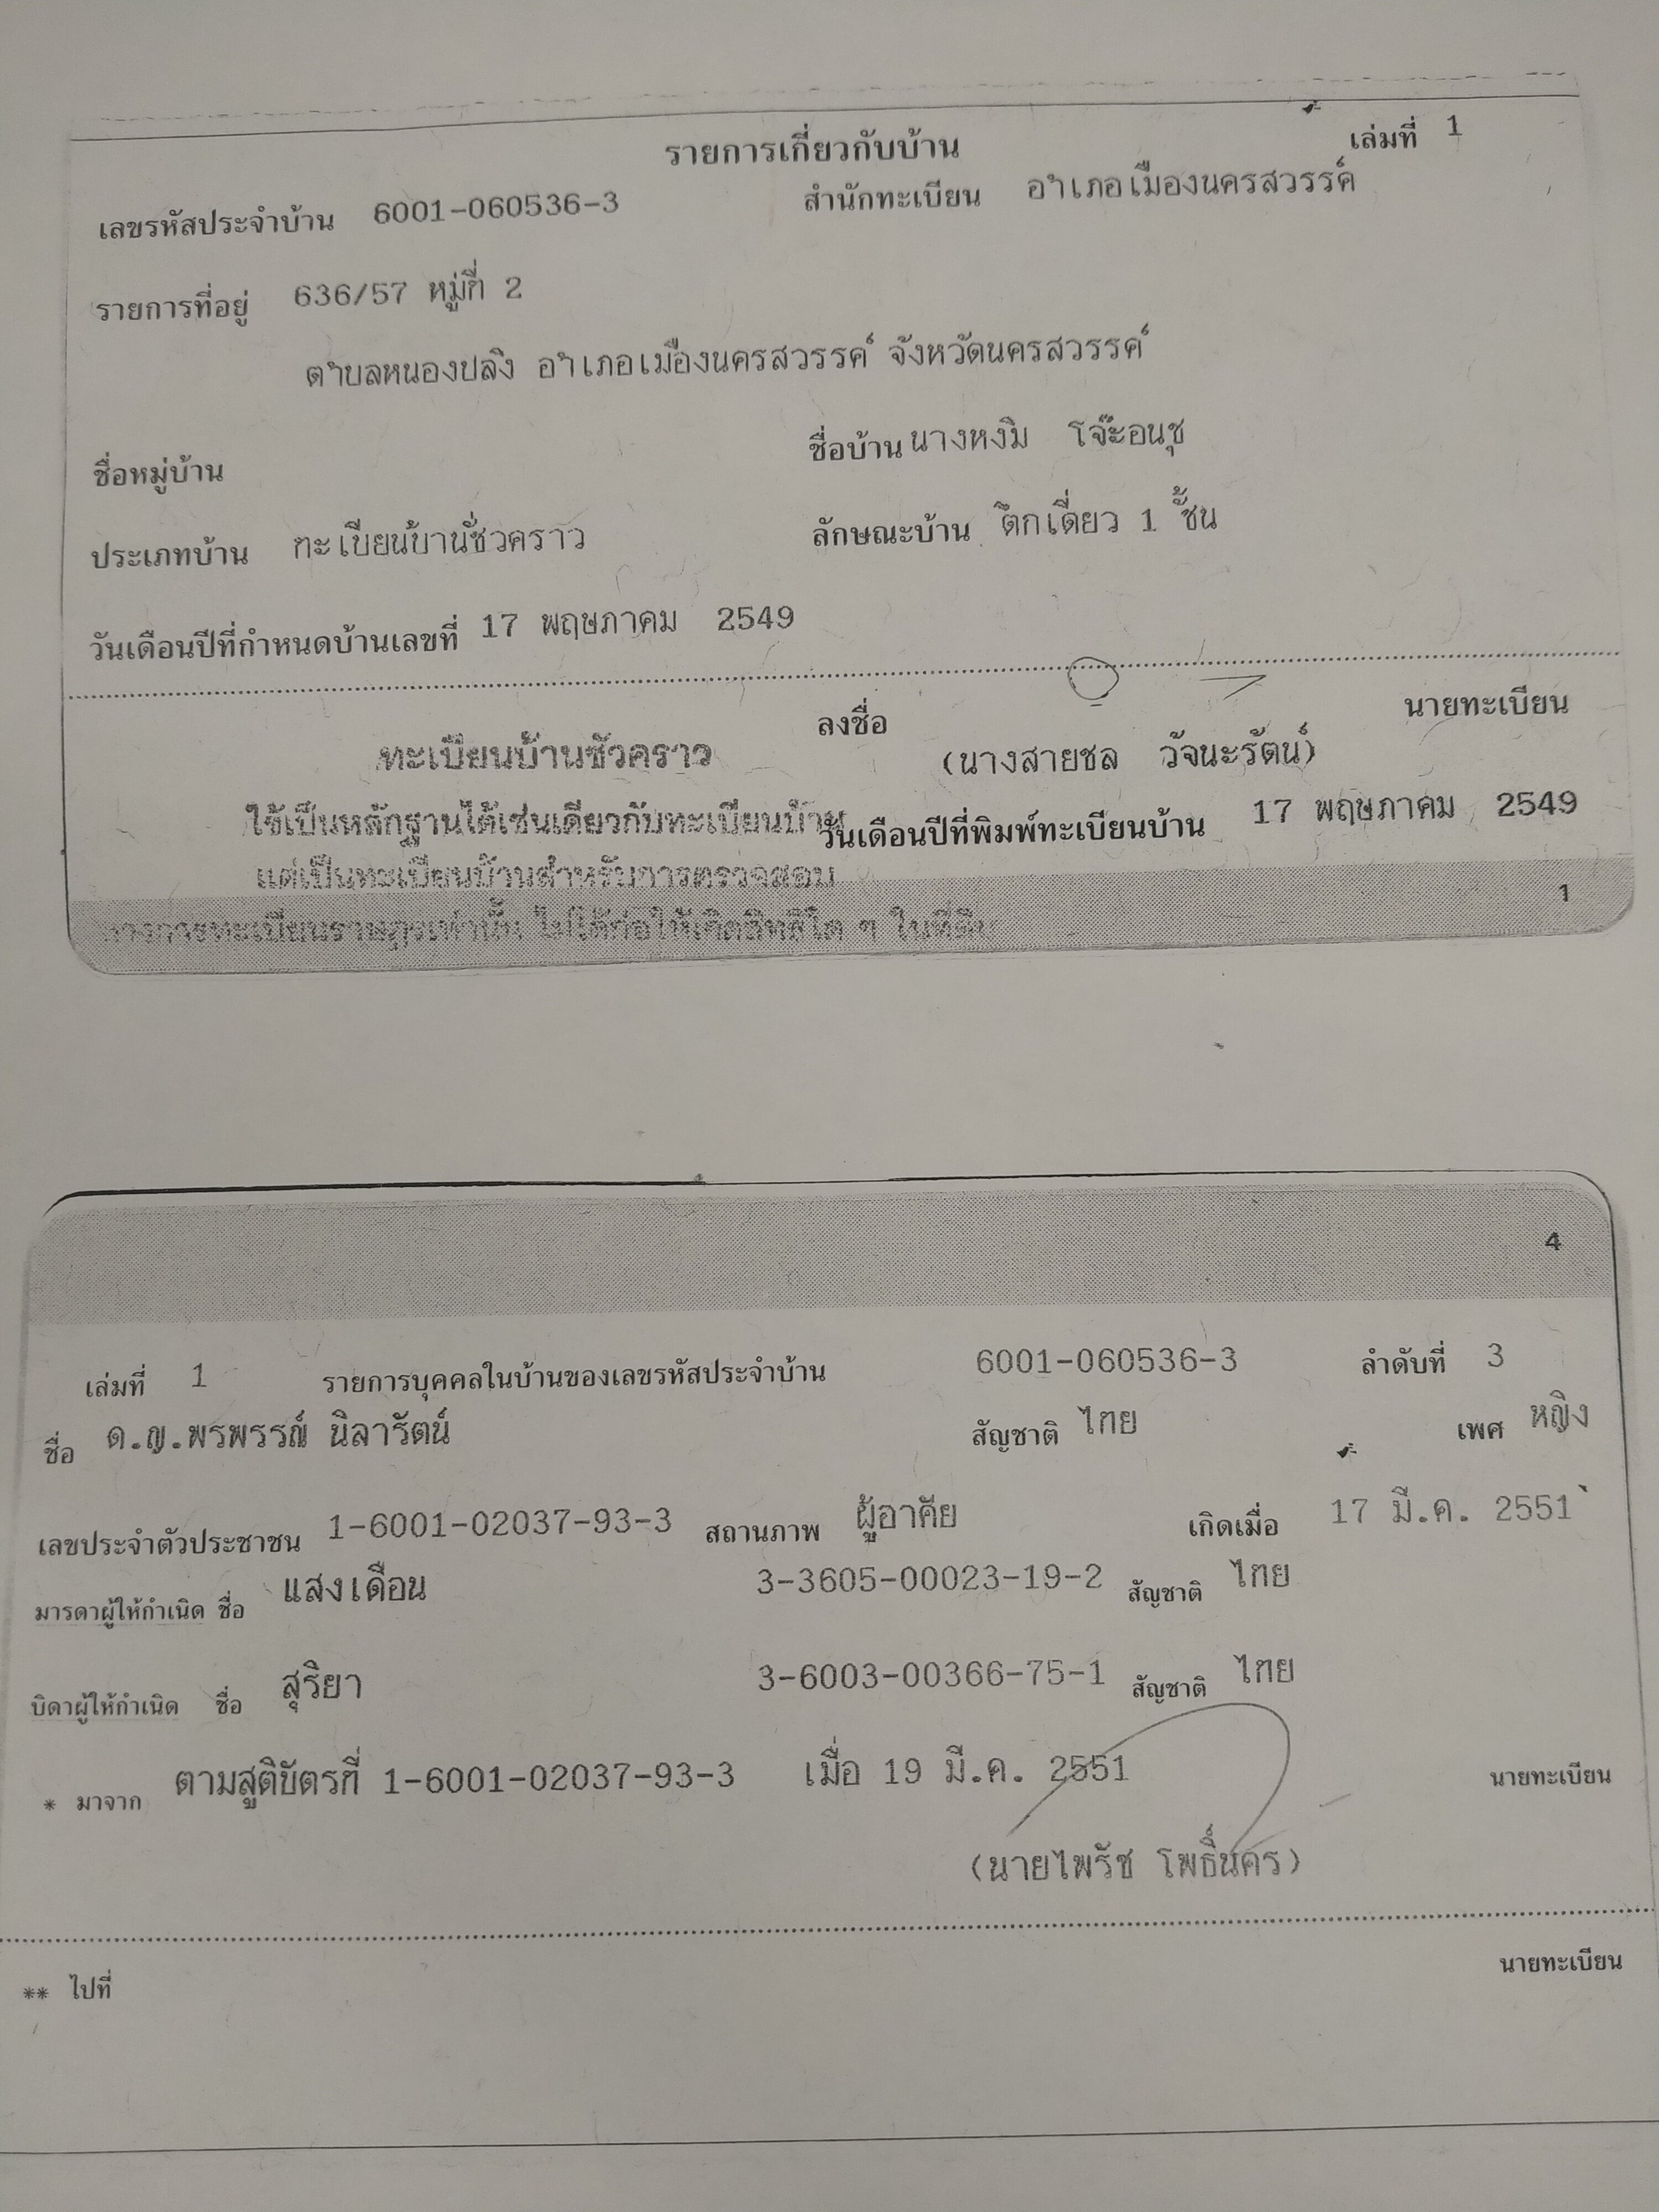 รายการเกี่ยวกับบ้าน เล่มที่ 1
เลขรหัสประจำบ้าน 6001-060536-3 สำนักทะเบียน อำเภอเมืองนครสวรรค์
รายการที่อยู่ 636/57 หมู่ที่ 2
ตำบลหนองปลิง อำเภอเมืองนครสวรรค์ จังหวัดนครสวรรค์
ชื่อหมู่บ้าน ชื่อบ้าน นางหงิม โจ๊ะอนุช
ประเภทบ้าน ทะเบียนบ้านชั่วคราว ลักษณะบ้าน ตึกเดี่ยว 1 ชั้น
วันเดือนปีที่กำหนดบ้านเลขที่ 17 พฤษภาคม 2549
ลงชื่อ นายทะเบียน
ทะเบียนบ้านชั่วคราว (นางสายชล วัจนะรัตน์)
ใช้เป็นหลักฐานได้เช่นเดียวกับทะเบียนบ้าน วันเดือนปีที่พิมพ์ทะเบียนบ้าน 17 พฤษภาคม 2549
แต่เป็นทะเบียนบ้านสำหรับการตรวจสอบ
ทางการทะเบียนราษฎรเท่านั้น ไม่ได้ก่อให้เกิดสิทธิใด ๆ ในที่ดิน 1
4
เล่มที่ 1 รายการบุคคลในบ้านของเลขรหัสประจำบ้าน 6001-060536-3 ลำดับที่ 3
ชื่อ ด.ญ.พรพรรณ์ นิลารัตน์ สัญชาติ ไทย เพศ หญิง
เลขประจำตัวประชาชน 1-6001-02037-93-3 สถานภาพ ผู้อาศัย เกิดเมื่อ 17 มี.ค. 2551
มารดาผู้ให้กำเนิด ชื่อ แสงเดือน 3-3605-00023-19-2 สัญชาติ ไทย
บิดาผู้ให้กำเนิด ชื่อ สุริยา 3-6003-00366-75-1 สัญชาติ ไทย
* มาจาก ตามสูติบัตรที่ 1-6001-02037-93-3 เมื่อ 19 มี.ค. 2551 นายทะเบียน
(นายไพรัช โพธิ์นคร)
** ไปที่ นายทะเบียน